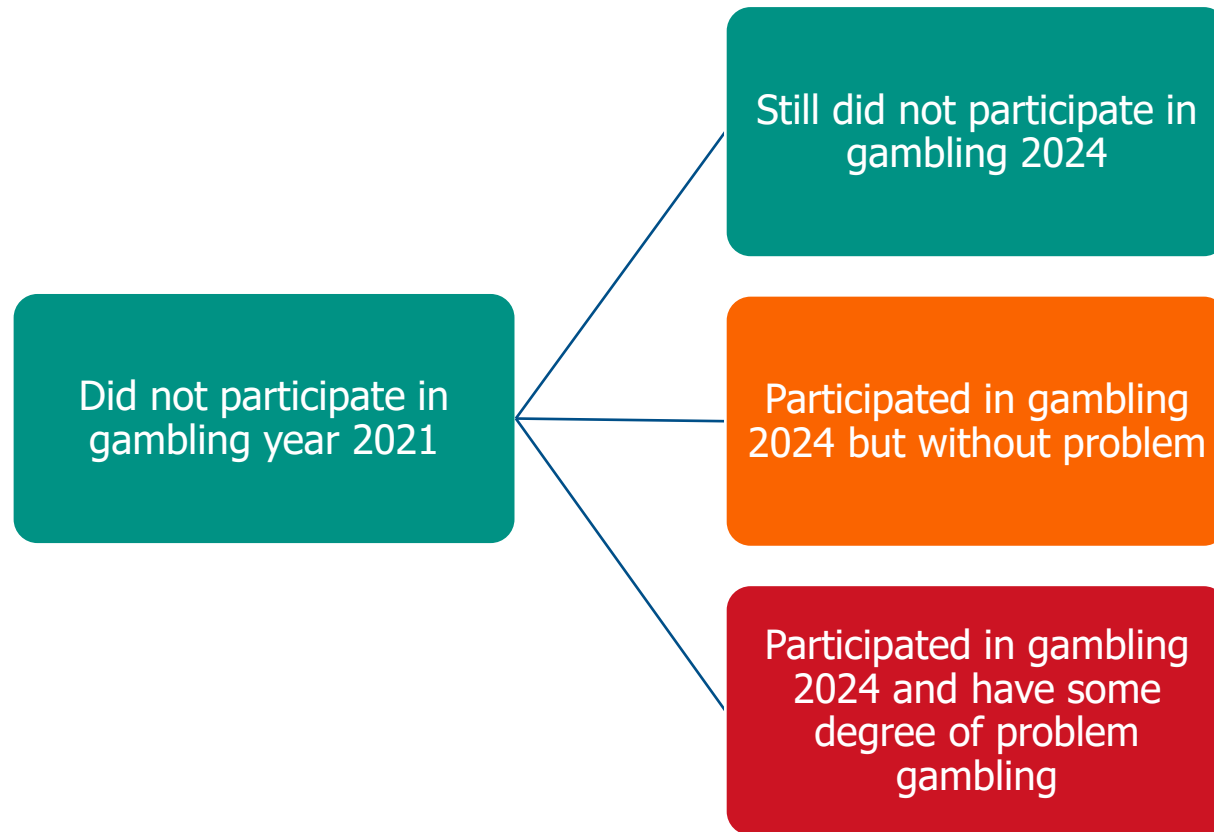 Still did not participate in
gambling 2024
Did not participate in
gambling year 2021
Participated in gambling
2024 but without problem
Participated in gambling
2024 and have some
degree of problem
gambling